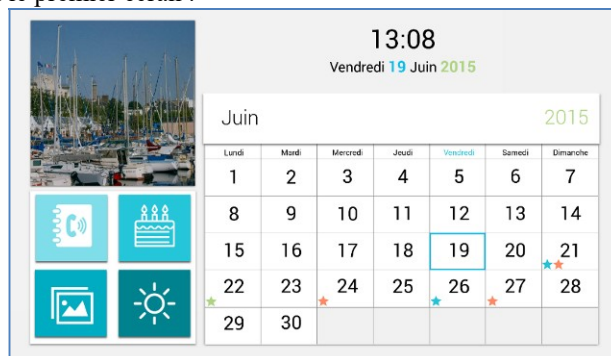 13:08
Vendredi 19 Juin 2015
Juin 2015
Lundi Mardi Mercredi Jeudi Vendredi Samedi Dimanche
1 2 3 4 5 6 7
8 9 10 11 12 13 14
15 16 17 18 19 20 21
22 23 24 25 26 27 28
29 30